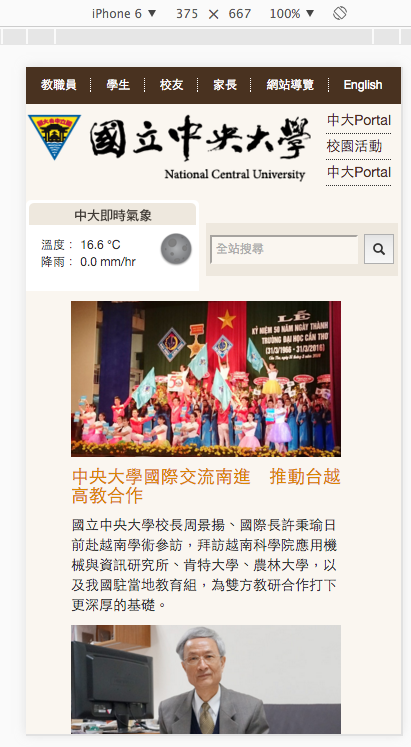 iPhone 6 ▼ 375 × 667 100% ▼
教職員 學生 校友 家長 網站導覽 English
國立中央大學
National Central University
中大Portal
校園活動
中大Portal
中大即時氣象
溫度： 16.6 °C
降雨： 0.0 mm/hr
全站搜尋
LỄ
KỶ NIỆM 50 NĂM NGÀY THÀNH
TRƯỜNG ĐẠI HỌC CẦN THƠ
(31/3/1966 - 31/3/2016)
50
中央大學國際交流南進　推動台越
高教合作
國立中央大學校長周景揚、國際長許秉瑜日
前赴越南學術參訪，拜訪越南科學院應用機
械與資訊研究所、肯特大學、農林大學，以
及我國駐當地教育組，為雙方教研合作打下
更深厚的基礎。